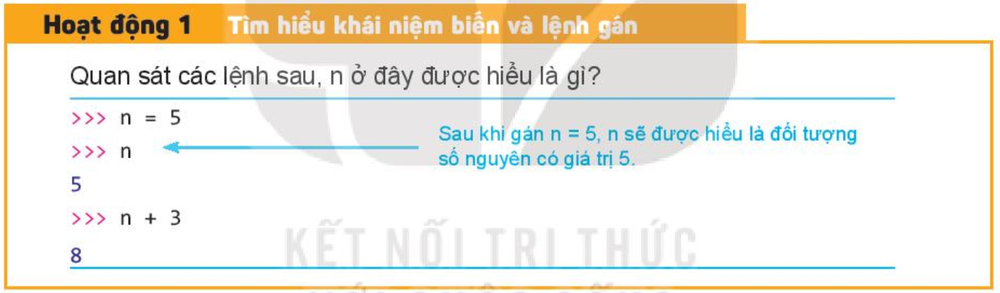 Hoạt động 1 Tìm hiểu khái niệm biến và lệnh gán
Quan sát các lệnh sau, n ở đây được hiểu là gì?
>>> n = 5
>>> n
Sau khi gán n = 5, n sẽ được hiểu là đối tượng
số nguyên có giá trị 5.
5
>>> n + 3
8
KẾT NỐI TRI THỨC